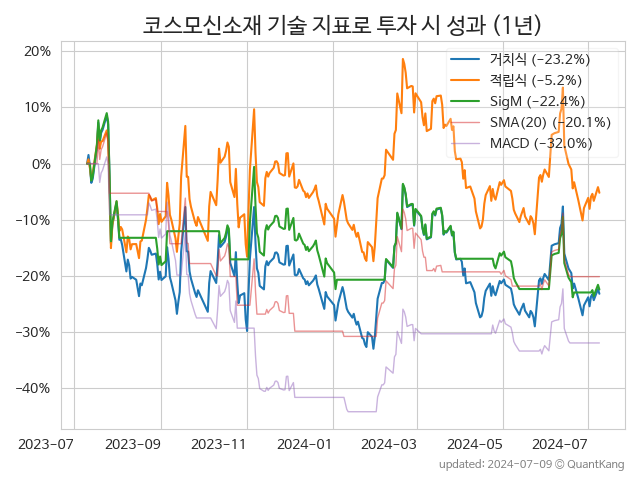 코스모신소재 기술 지표로 투자 시 성과 (1년)
거치식 (−23.2%)
적립식 (−5.2%)
SigM (−22.4%)
SMA(20) (−20.1%)
MACD (−32.0%)
20%
10%
0%
−10%
−20%
−30%
−40%
2023-07
2023-09
2023-11
2024-01
2024-03
2024-05
2024-07
updated: 2024-07-09 ⓒ QuantKang